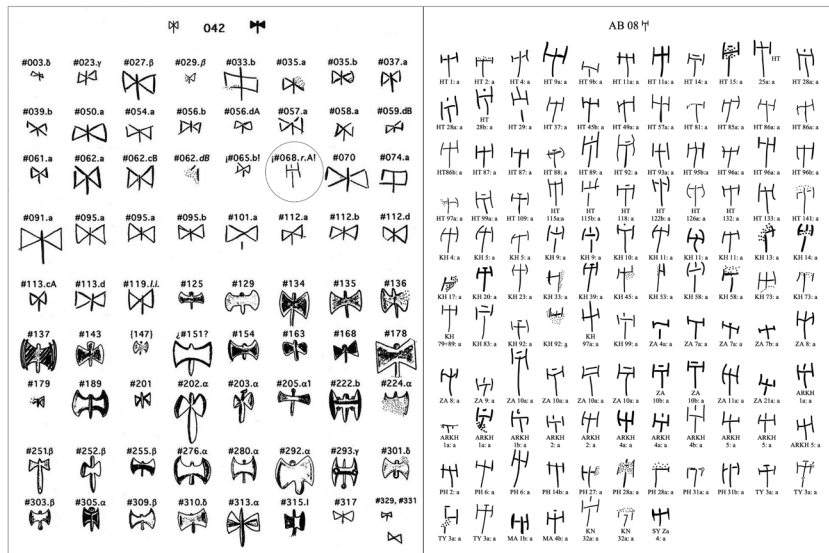 042
#003.δ #023.γ #027.β #029.β #033.b #035.a #035.b #037.a
#039.b #050.a #054.a #056.b #056.dA #057.a #058.a #059.dB
#061.a #062.a #062.cB #062.dB ¡#065.b! ¡#068.r.A! #070 #074.a
#091.a #095.a #095.a #095.b #101.a #112.a #112.b #112.d
#113.cA #113.d #119.l.i. #125 #129 #134 #135 #136
#137 #143 {147} ¿#151? #154 #163 #168 #178
#179 #189 #201 #202.α #203.α #205.α1 #222.b #224.α
#251.β #252.β #255.β #276.α #280.α #292.α #293.γ #301.δ
#303.β #305.α #309.β #310.δ #313.α #315.l #317 #329, #331
AB 08
HT 1: a HT 2: a HT 4: a HT 9a: a HT 9b: a HT 11a: a HT 11a: a HT 14: a HT 15: a HT 25a: a HT 28a: a
HT 28a: a HT 28b: a HT 29: a HT 37: a HT 45b: a HT 49a: a HT 57a: a HT 81: a HT 85a: a HT 86a: a HT 86a: a
HT86b: a HT 87: a HT 87: a HT 88: a HT 89: a HT 92: a HT 93a: a HT 95b: a HT 96a: a HT 96a: a HT 96b: a
HT 97a: a HT 99a: a HT 109: a HT 115a:a HT 115b: a HT 118: a HT 122b: a HT 126a: a HT 132: a HT 133: a HT 141: a
KH 4: a KH 5: a KH 5: a KH 9: a KH 9: a KH 10: a KH 11: a KH 11: a KH 11: a KH 13: a KH 14: a
KH 17: a KH 20: a KH 23: a KH 33: a KH 39: a KH 45: a KH 53: a KH 58: a KH 58: a KH 73: a KH 73: a
KH 79+89: a KH 83: a KH 92: a KH 92: a KH 97a: a KH 99: a ZA 4a: a ZA 7a: a ZA 7a: a ZA 7b: a ZA 8: a
ZA 8: a ZA 9: a ZA 10a: a ZA 10a: a ZA 10a: a ZA 10a: a ZA 10b: a ZA 10b: a ZA 11a: a ZA 21a: a ARKH 1a: a
ARKH 1a: a ARKH 1a: a ARKH 1b: a ARKH 2: a ARKH 2: a ARKH 4a: a ARKH 4a: a ARKH 4b: a ARKH 5: a ARKH 5: a ARKH 5: a
PH 2: a PH 6: a PH 6: a PH 14b: a PH 27: a PH 28a: a PH 28a: a PH 31a: a PH 31b: a TY 3a: a TY 3a: a
TY 3a: a TY 3a: a MA 1b: a MA 4b: a KN 32a: a KN 32a: a SY Za 4: a